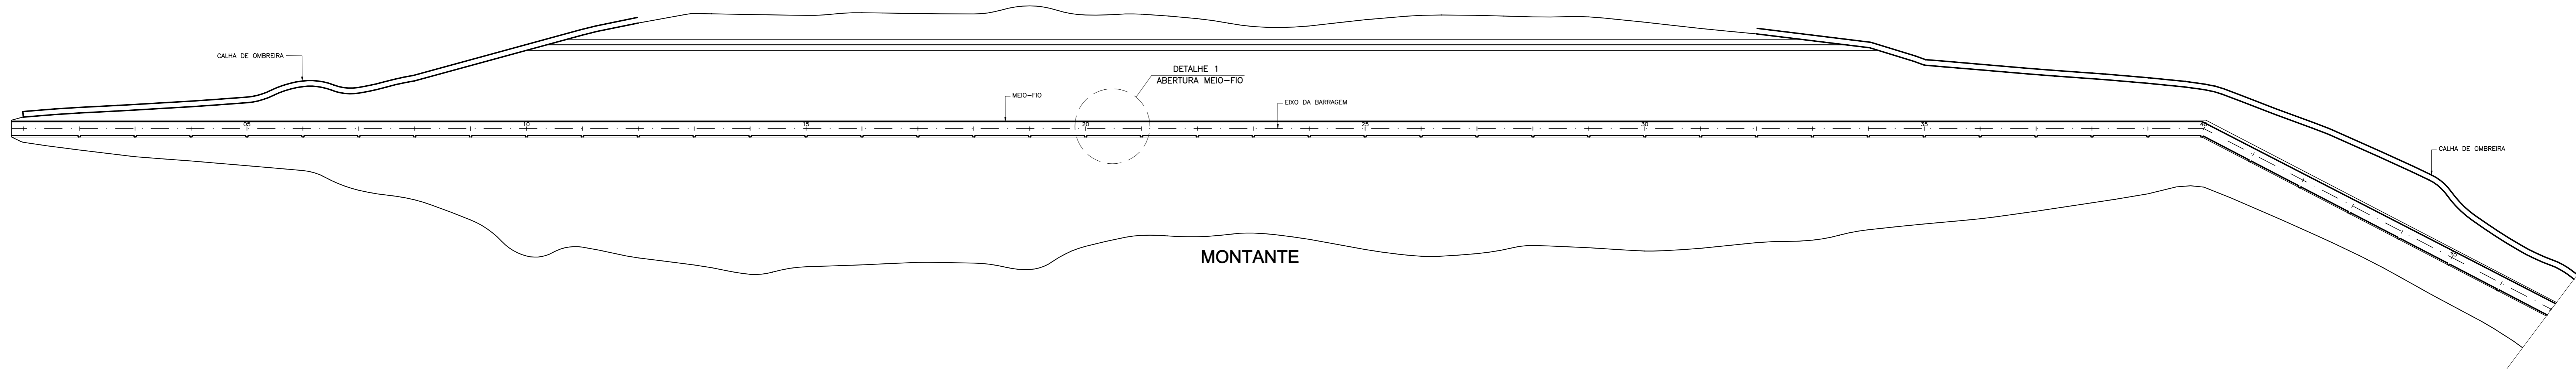 CALHA DE OMBREIRA
DETALHE 1
ABERTURA MEIO-FIO
MEIO-FIO
EIXO DA BARRAGEM
05
10
15
20
25
30
35
40
CALHA DE OMBREIRA
45
MONTANTE